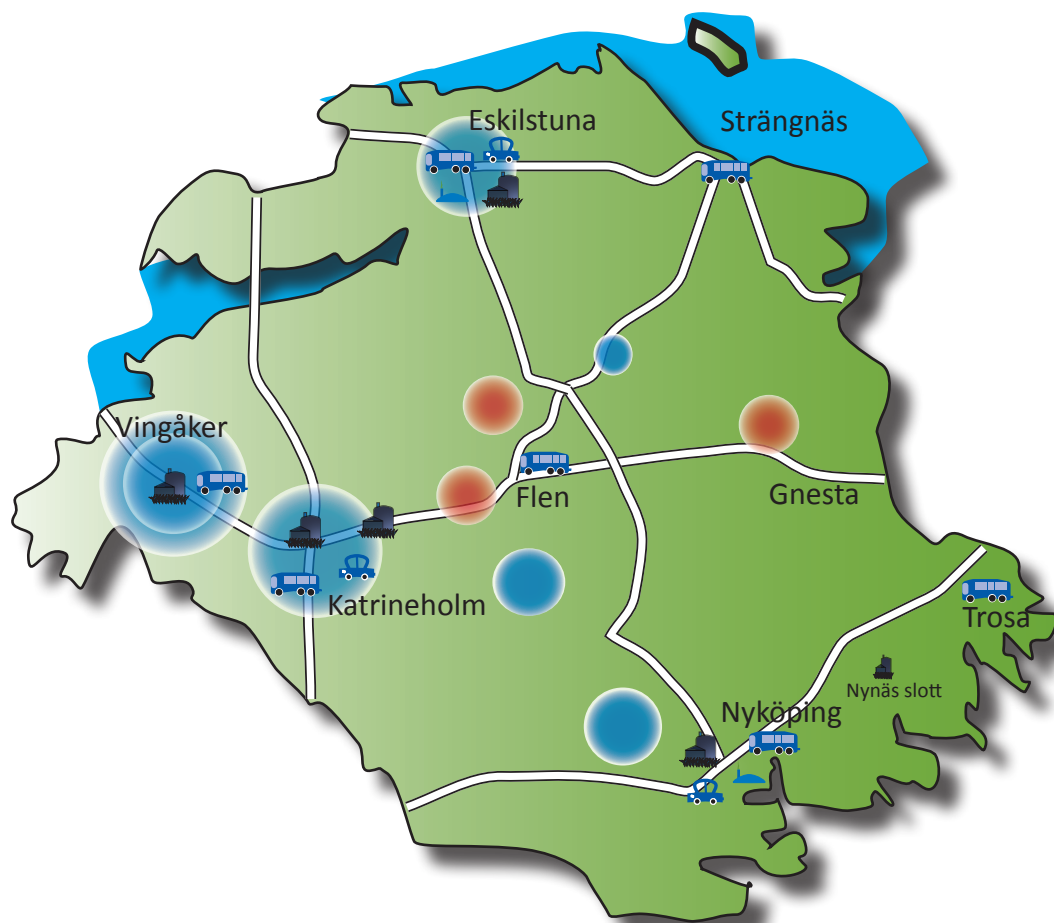 Eskilstuna
Strängnäs
Vingåker
Flen
Gnesta
Katrineholm
Trosa
Nynäs slott
Nyköping